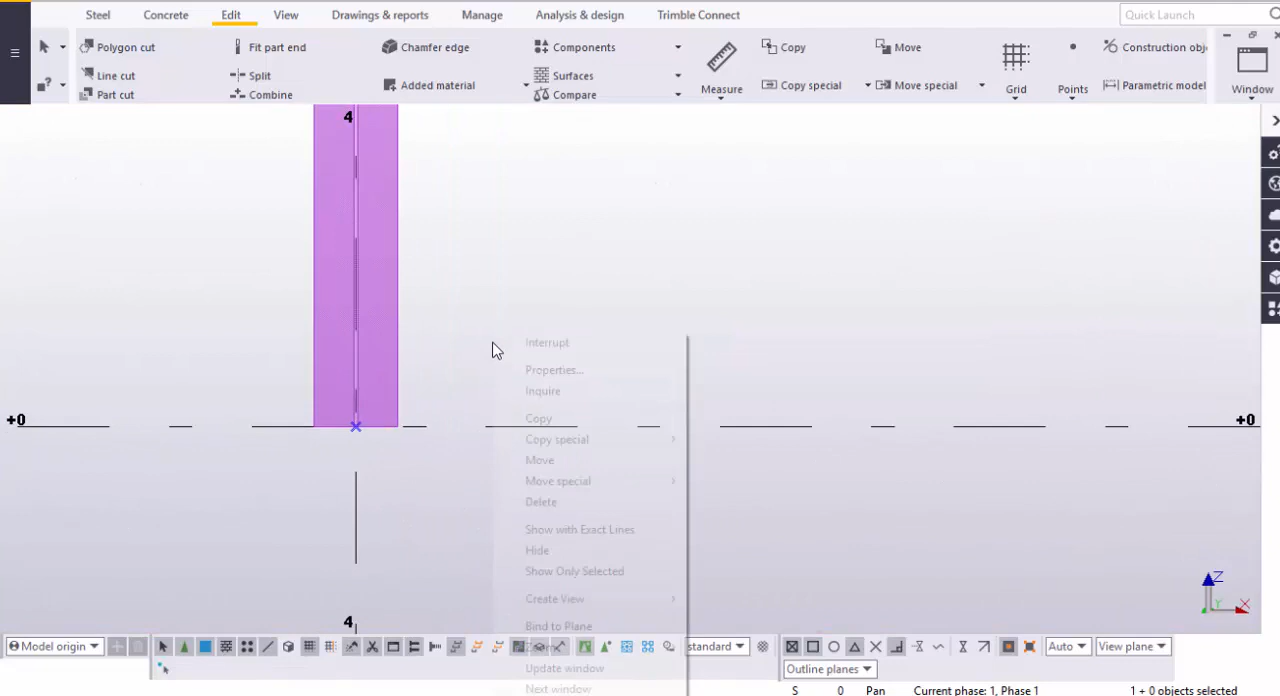 Steel Concrete Edit View Drawings & reports Manage Analysis & design Trimble Connect Quick Launch
Polygon cut Fit part end Chamfer edge Components Copy Move Construction obj
Line cut Split Surfaces
Part cut Combine Added material Compare Measure Copy special Move special Grid Points Parametric model Window
4
Interrupt
Properties...
Inquire
+0 +0
Copy
Copy special
Move
Move special
Delete
Show with Exact Lines
Hide
Show Only Selected
Z
Create View
Y X
4
Bind to Plane
Model origin standard Auto View plane
Update window Outline planes
Next window S 0 Pan Current phase: 1, Phase 1 1 + 0 objects selected